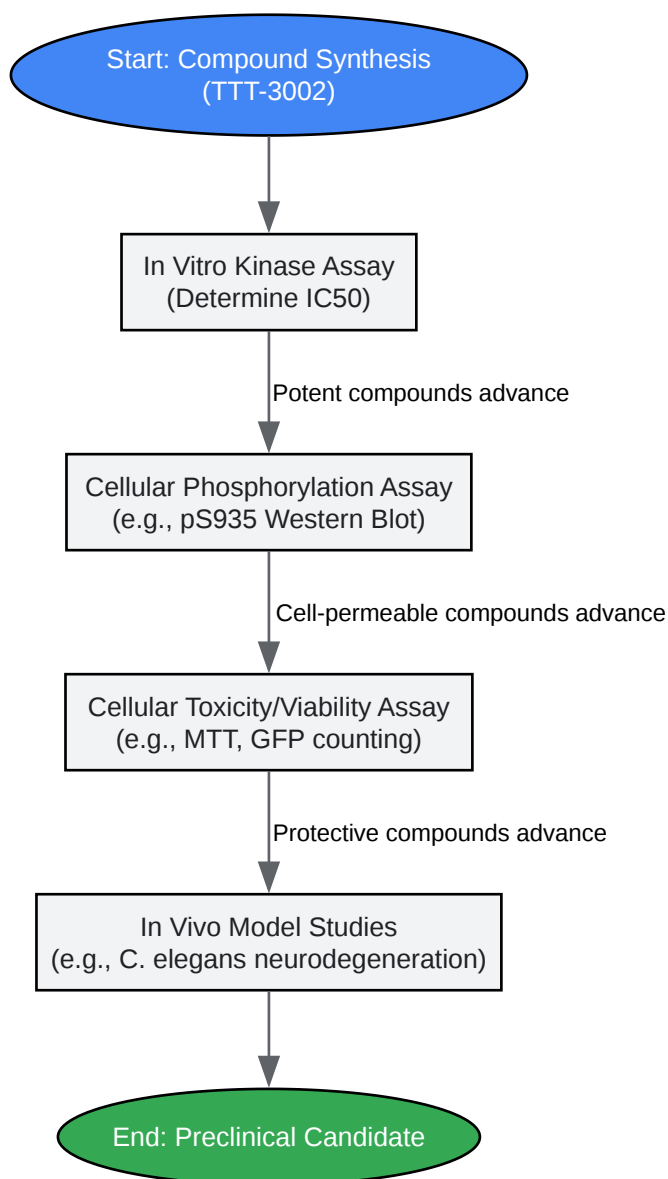 Start: Compound Synthesis
(TTT-3002)
In Vitro Kinase Assay
(Determine IC50)
Potent compounds advance
Cellular Phosphorylation Assay
(e.g., pS935 Western Blot)
Cell-permeable compounds advance
Cellular Toxicity/Viability Assay
(e.g., MTT, GFP counting)
Protective compounds advance
In Vivo Model Studies
(e.g., C. elegans neurodegeneration)
End: Preclinical Candidate